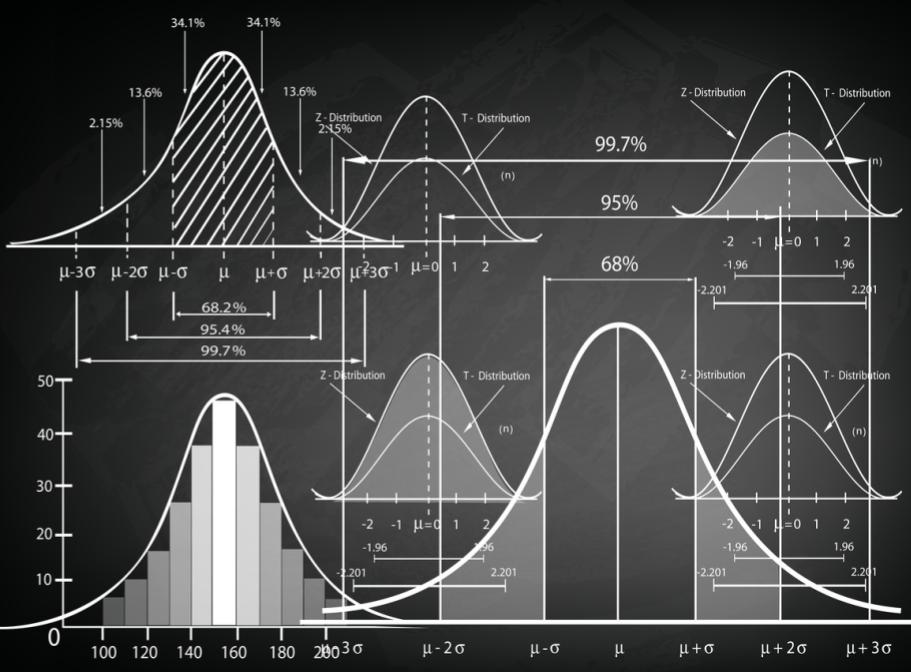 34.1% 34.1%
13.6% 13.6%
2.15% 2.15%
μ-3σ μ-2σ μ-σ μ μ+σ μ+2σ μ+3σ
68.2%
95.4%
99.7%
Z - Distribution T - Distribution
(n)
-2 -1 μ=0 1 2
Z - Distribution T - Distribution
(n)
-2 -1 μ=0 1 2
-1.96 1.96
-2.201 2.201
99.7%
95%
68%
50
40
30
20
10
0
100 120 140 160 180 200
Z - Distribution T - Distribution
(n)
-2 -1 μ=0 1 2
-1.96 1.96
-2.201 2.201
Z - Distribution T - Distribution
(n)
-2 -1 μ=0 1 2
-1.96 1.96
-2.201 2.201
μ - 3σ μ - 2σ μ - σ μ μ + σ μ + 2σ μ + 3σ